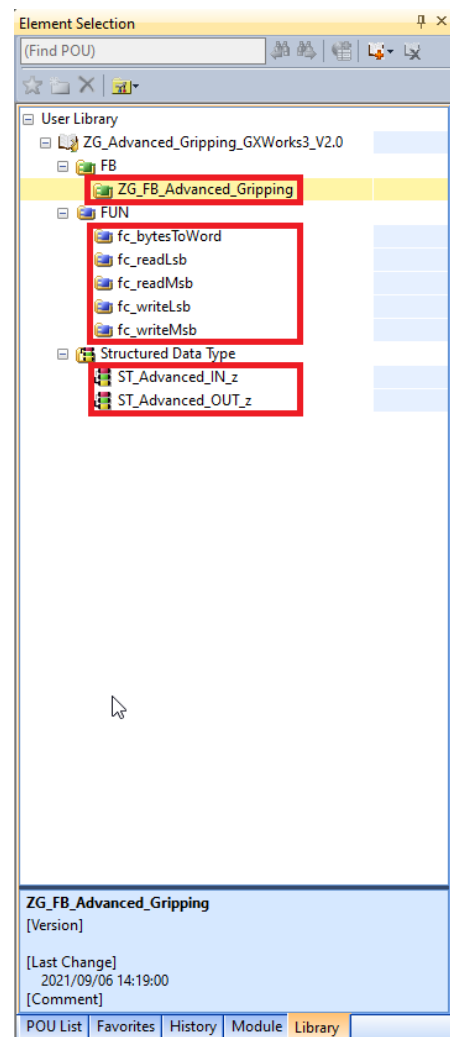 Element Selection
(Find POU)
User Library
ZG_Advanced_Gripping_GXWorks3_V2.0
FB
ZG_FB_Advanced_Gripping
FUN
fc_bytesToWord
fc_readLsb
fc_readMsb
fc_writeLsb
fc_writeMsb
Structured Data Type
ST_Advanced_IN_z
ST_Advanced_OUT_z
ZG_FB_Advanced_Gripping
[Version]
[Last Change]
2021/09/06 14:19:00
[Comment]
POU List Favorites History Module Library